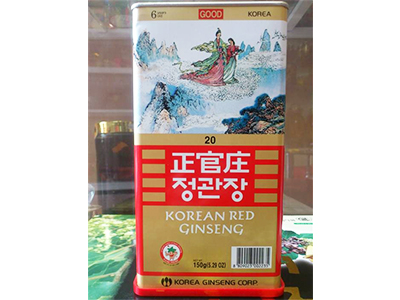 6 YEARS OLD
GOOD
KOREA
20
正官庄
정관장
KOREAN RED
GINSENG
150g(5.29 OZ)
KOREA GINSENG CORP.